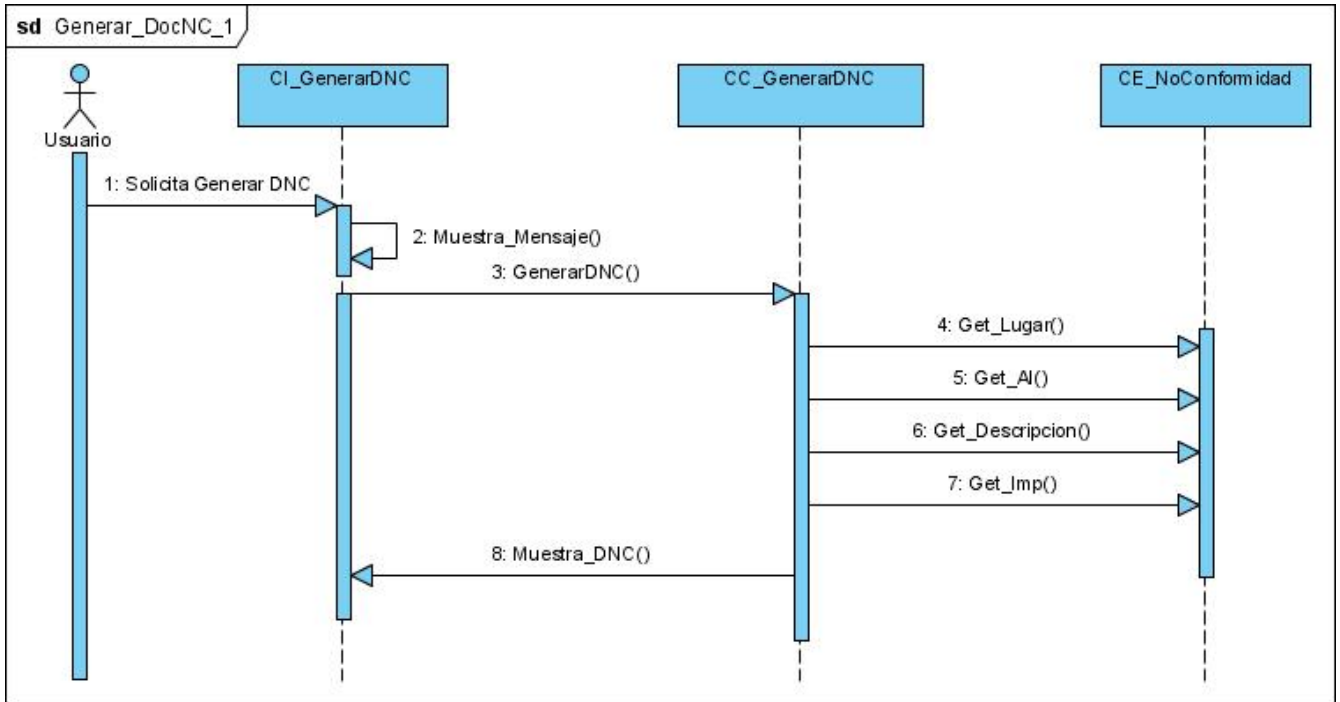 sd Generar_DocNC_1
CI_GenerarDNC
CC_GenerarDNC
CE_NoConformidad
Usuario
1: Solicita Generar DNC
2: Muestra_Mensaje()
3: GenerarDNC()
4: Get_Lugar()
5: Get_AI()
6: Get_Descripcion()
7: Get_Imp()
8: Muestra_DNC()